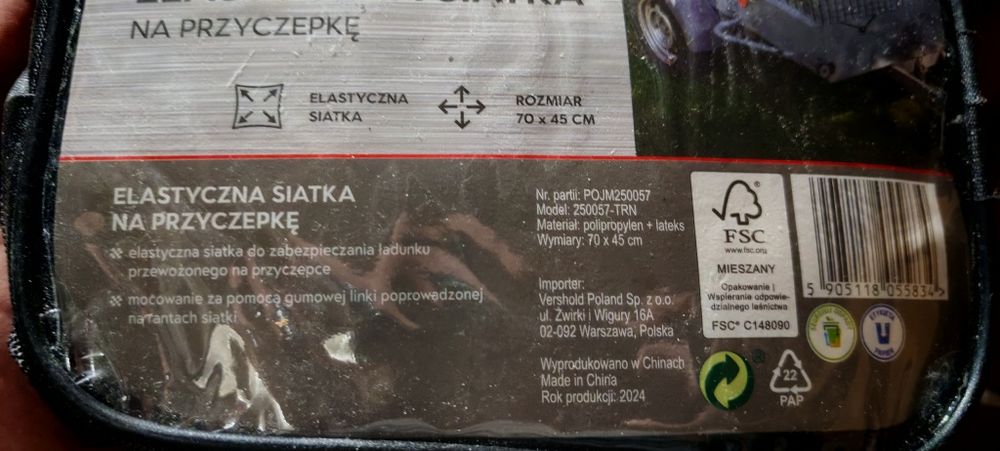 NA PRZYCZEPKĘ
ELASTYCZNA
SIATKA
ROZMIAR
70 x 45 CM
ELASTYCZNA SIATKA
NA PRZYCZEPKĘ
elastyczna siatka do zabezpieczania ładunku
przewożonego na przyczepce
mocowanie za pomocą gumowej linki poprowadzonej
na rantach siatki
Nr. partii: POJM250057
Model: 250057-TRN
Materiał: polipropylen + lateks
Wymiary: 70 x 45 cm
Importer:
Vershold Poland Sp. z o.o.
ul. Żwirki i Wigury 16A
02-092 Warszawa, Polska
Wyprodukowano w Chinach
Made in China
Rok produkcji: 2024
FSC
www.fsc.org
MIESZANY
Opakowanie |
Wspieranie odpowie-
dzialnego leśnictwa
FSC® C148090
5 905118 055834
ETYKIETA
PAPIER
®
22
PAP